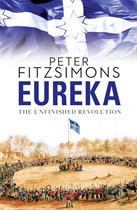 PETER
FITZSIMONS
EUREKA
THE UNFINISHED REVOLUTION